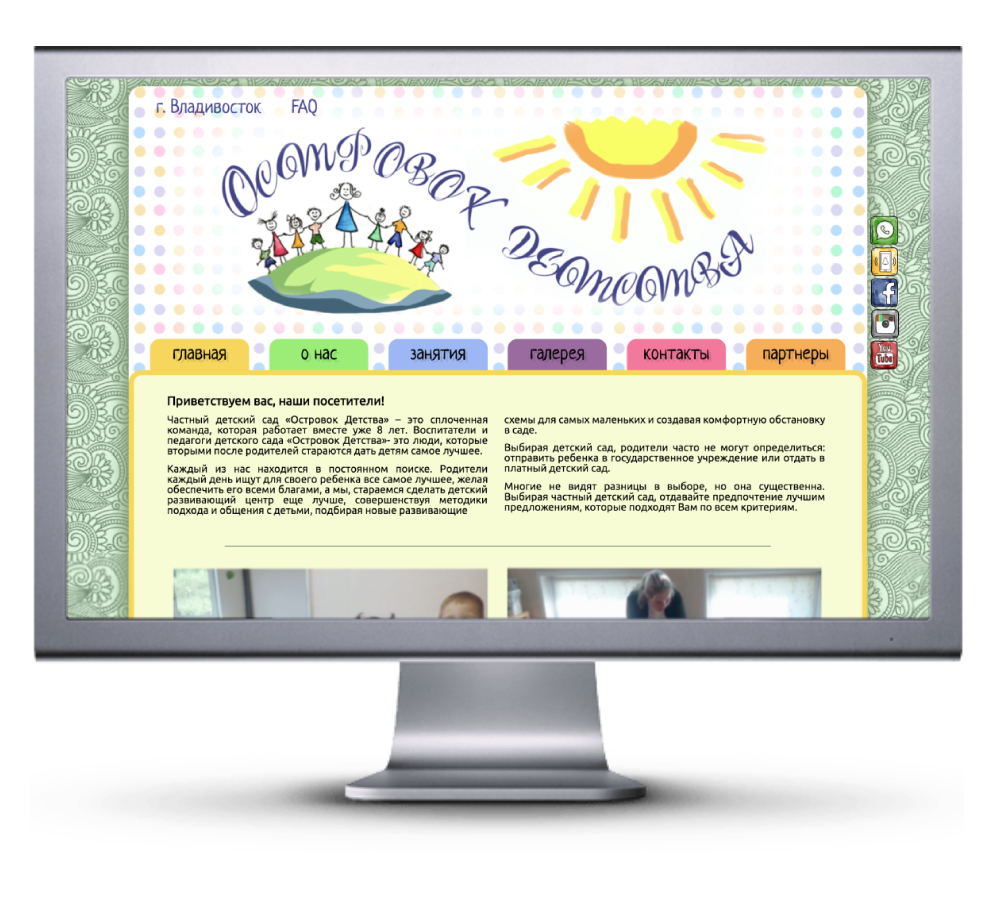 г. Владивосток FAQ
Островок
Детства
You
Tube
главная о нас занятия галерея контакты партнеры
Приветствуем вас, наши посетители!
Частный детский сад «Островок Детства» – это сплоченная
команда, которая работает вместе уже 8 лет. Воспитатели и
педагоги детского сада «Островок Детства»- это люди, которые
вторыми после родителей стараются дать детям самое лучшее.
Каждый из нас находится в постоянном поиске. Родители
каждый день ищут для своего ребенка все самое лучшее, желая
обеспечить его всеми благами, а мы, стараемся сделать детский
развивающий центр еще лучше, совершенствуя методики
подхода и общения с детьми, подбирая новые развивающие
схемы для самых маленьких и создавая комфортную обстановку
в саде.
Выбирая детский сад, родители часто не могут определиться:
отправить ребенка в государственное учреждение или отдать в
платный детский сад.
Многие не видят разницы в выборе, но она существенна.
Выбирая частный детский сад, отдавайте предпочтение лучшим
предложениям, которые подходят Вам по всем критериям.